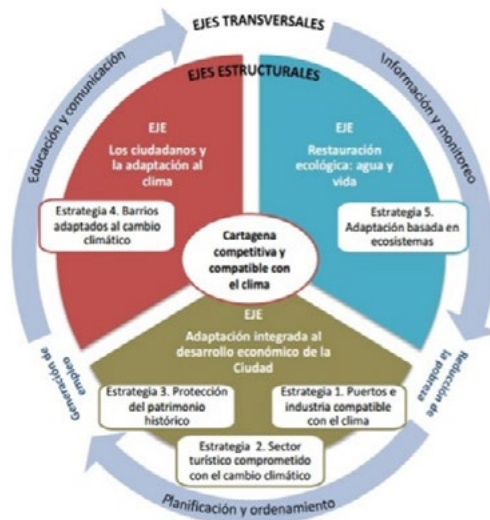 EJES TRANSVERSALES
EJES ESTRUCTURALES
Educación y comunicación
Información y monitoreo
EJE
Los ciudadanos y
la adaptación al
clima
Estrategia 4. Barrios
adaptados al cambio
climático
EJE
Restauración
ecológica: agua y
vida
Estrategia 5.
Adaptación basada en
ecosistemas
Cartagena
competitiva y
compatible con
el clima
EJE
Adaptación integrada al
desarrollo económico de la
Ciudad
Estrategia 3. Protección
del patrimonio
histórico
Estrategia 1. Puertos e
industria compatible
con el clima
Estrategia 2. Sector
turístico comprometido
con el cambio climático
Generación de
empleo
Reducción de
la pobreza
Planificación y ordenamiento